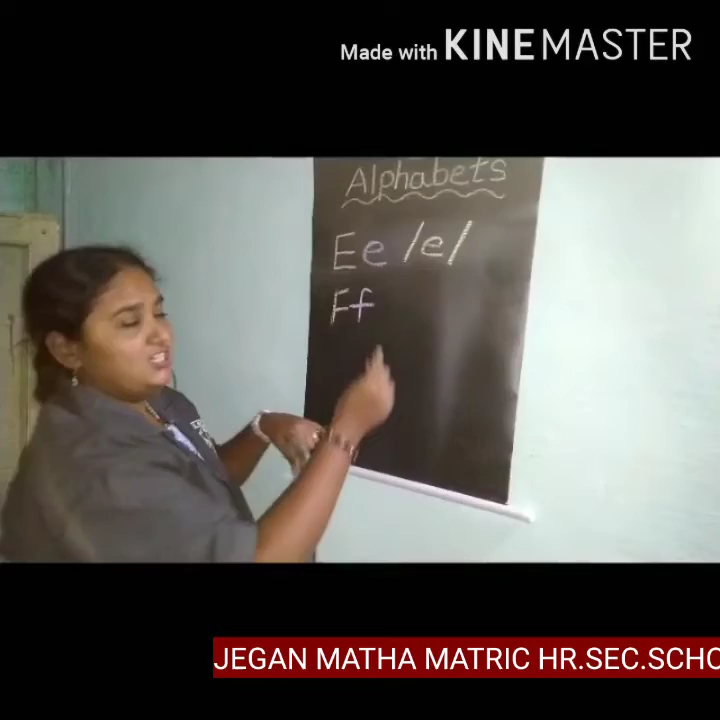 Made with KINEMASTER
Alphabets
Ee /e/
Ff
JEGAN MATHA MATRIC HR.SEC.SCHO